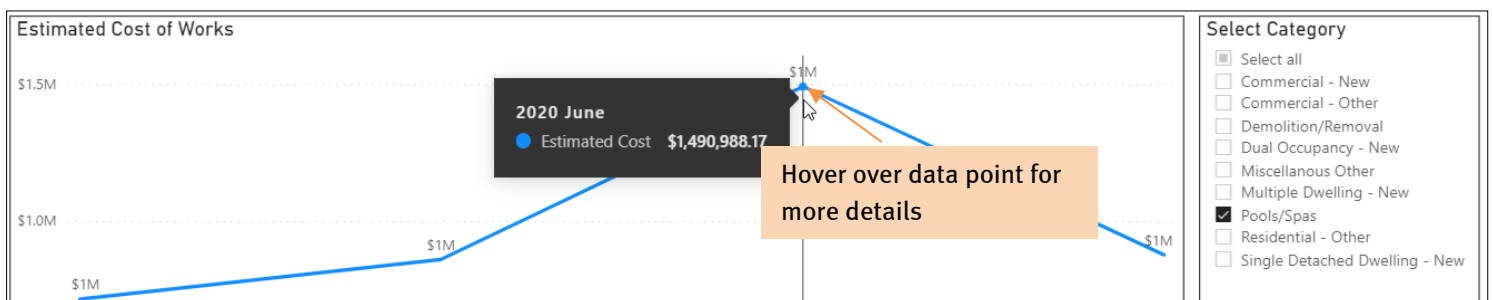 Estimated Cost of Works
$1.5M
$1M
2020 June
Estimated Cost $1,490,988.17
Hover over data point for
more details
$1.0M
$1M
$1M
$1M
Select Category
Select all
Commercial - New
Commercial - Other
Demolition/Removal
Dual Occupancy - New
Miscellanous Other
Multiple Dwelling - New
Pools/Spas
Residential - Other
Single Detached Dwelling - New